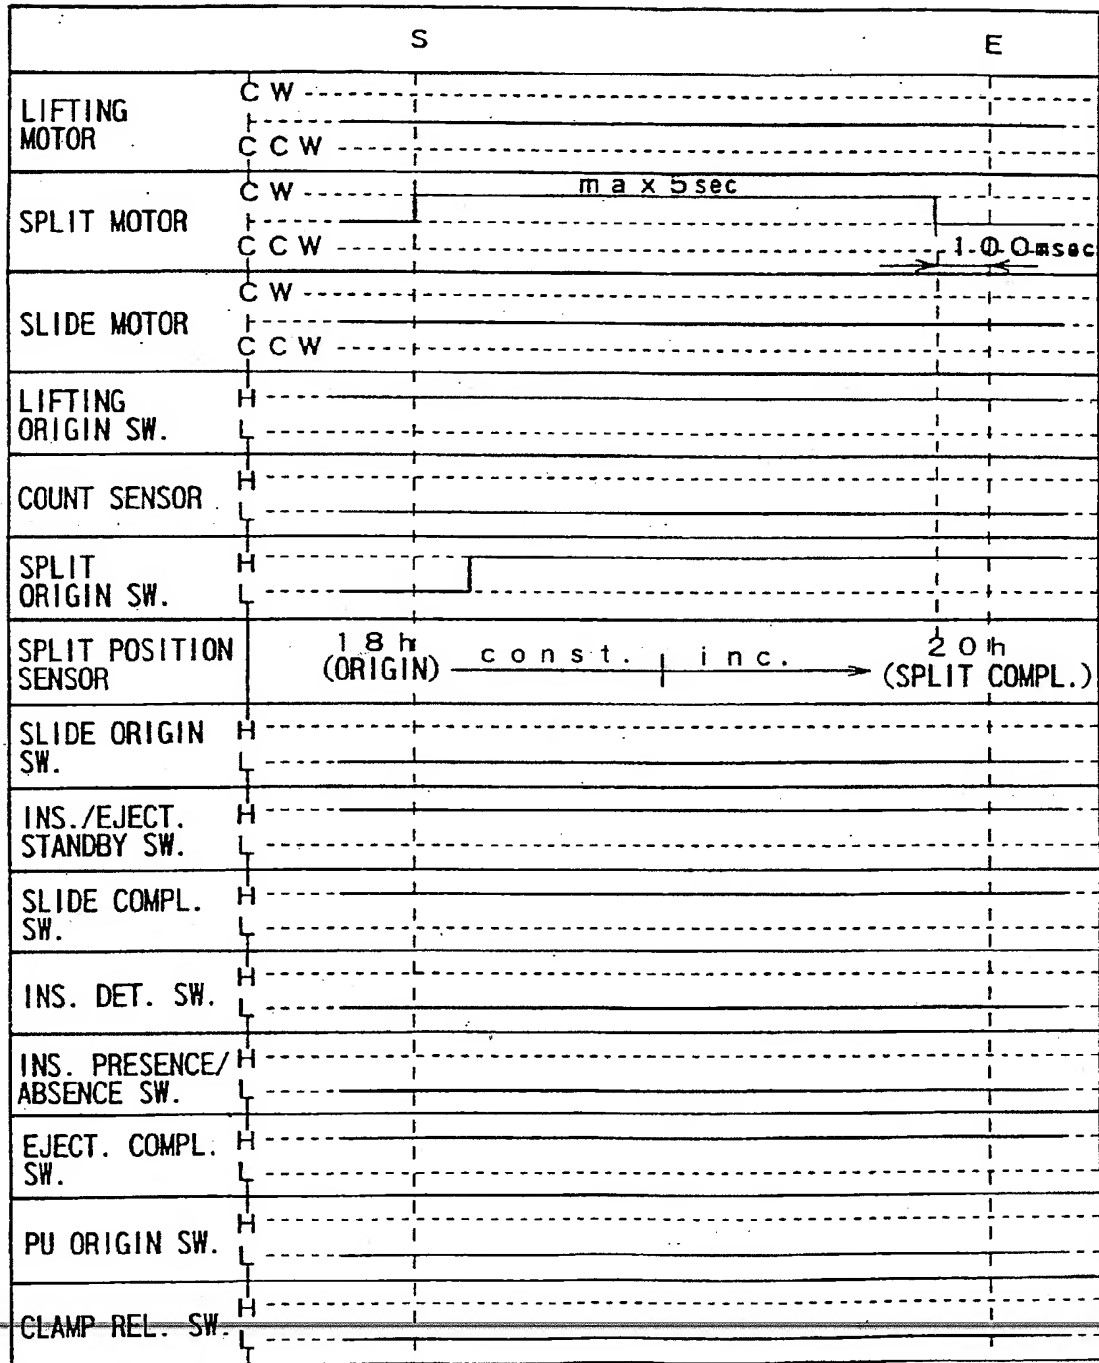 S E
LIFTING
MOTOR
CW
CCW
SPLIT MOTOR
CW
max 5sec
CCW
100msec
SLIDE MOTOR
CW
CCW
LIFTING
ORIGIN SW.
H
L
COUNT SENSOR
H
L
SPLIT
ORIGIN SW.
H
L
SPLIT POSITION
SENSOR
18h
(ORIGIN)
const. inc.
20h
(SPLIT COMPL.)
SLIDE ORIGIN
SW.
H
L
INS./EJECT.
STANDBY SW.
H
L
SLIDE COMPL.
SW.
H
L
INS. DET. SW.
H
L
INS. PRESENCE/
ABSENCE SW.
H
L
EJECT. COMPL.
SW.
H
L
PU ORIGIN SW.
H
L
CLAMP REL. SW.
H
L